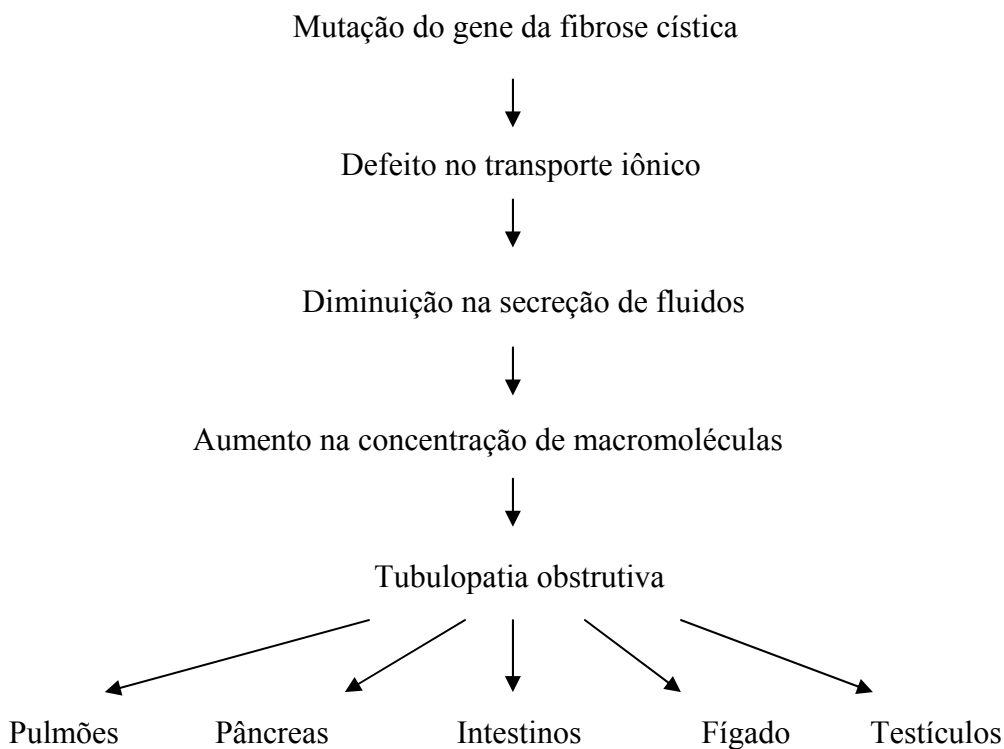 Mutação do gene da fibrose cística
Defeito no transporte iônico
Diminuição na secreção de fluidos
Aumento na concentração de macromoléculas
Tubulopatia obstrutiva
Pulmões Pâncreas Intestinos Fígado Testículos